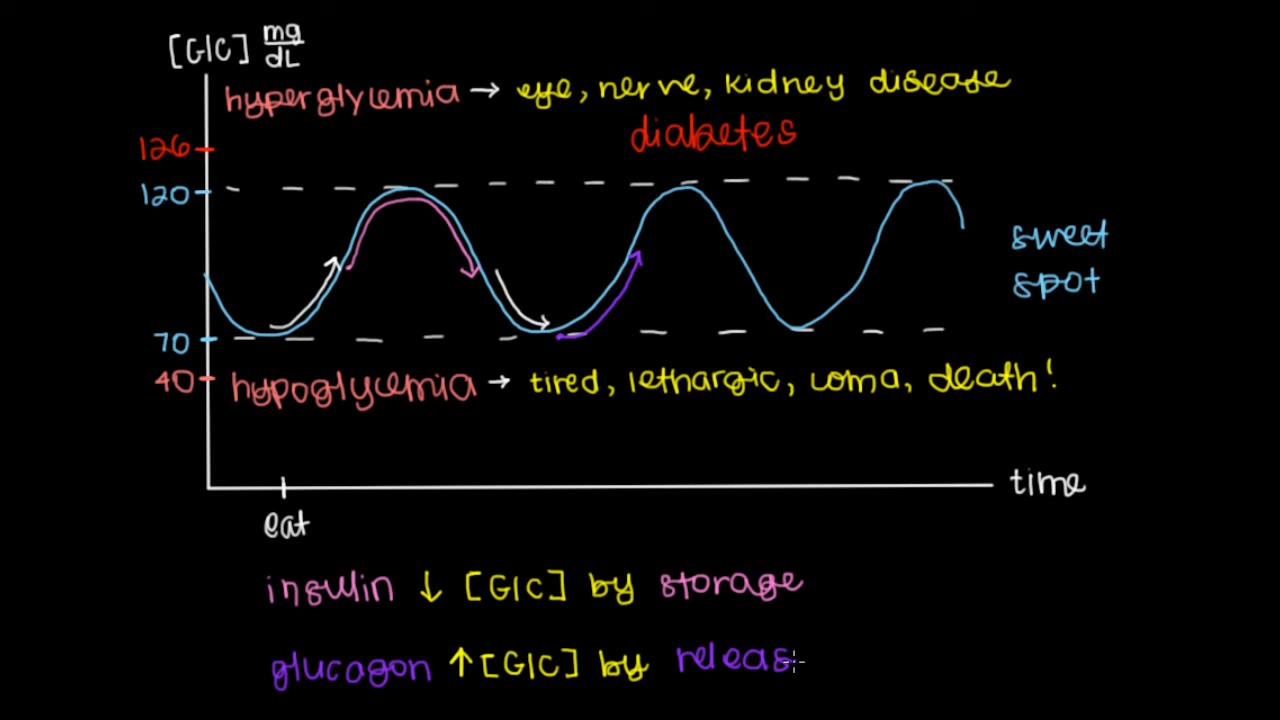 [Glc] mg/dL
hyperglycemia → eye, nerve, kidney disease
diabetes
126
120
sweet
spot
70
40
hypoglycemia → tired, lethargic, coma, death!
time
eat
insulin ↓ [Glc] by storage
glucagon ↑ [Glc] by releas